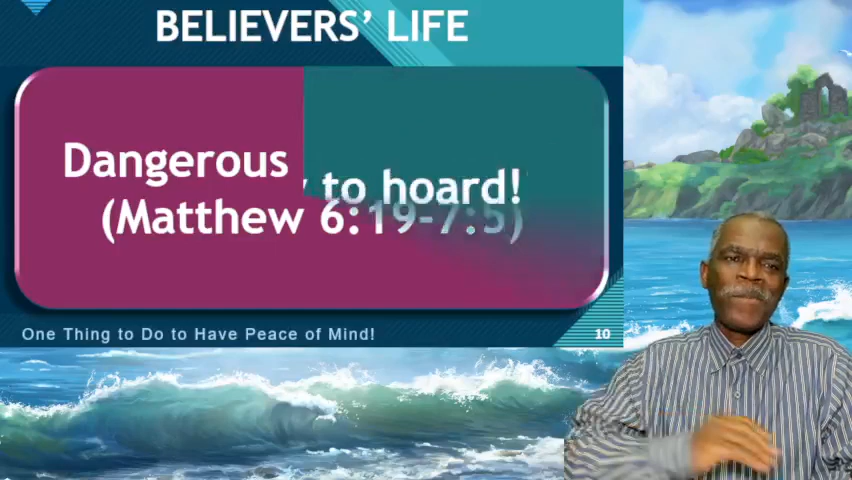 BELIEVERS’ LIFE
Dangerous
to hoard!
(Matthew 6:19-7:5)
One Thing to Do to Have Peace of Mind!
10